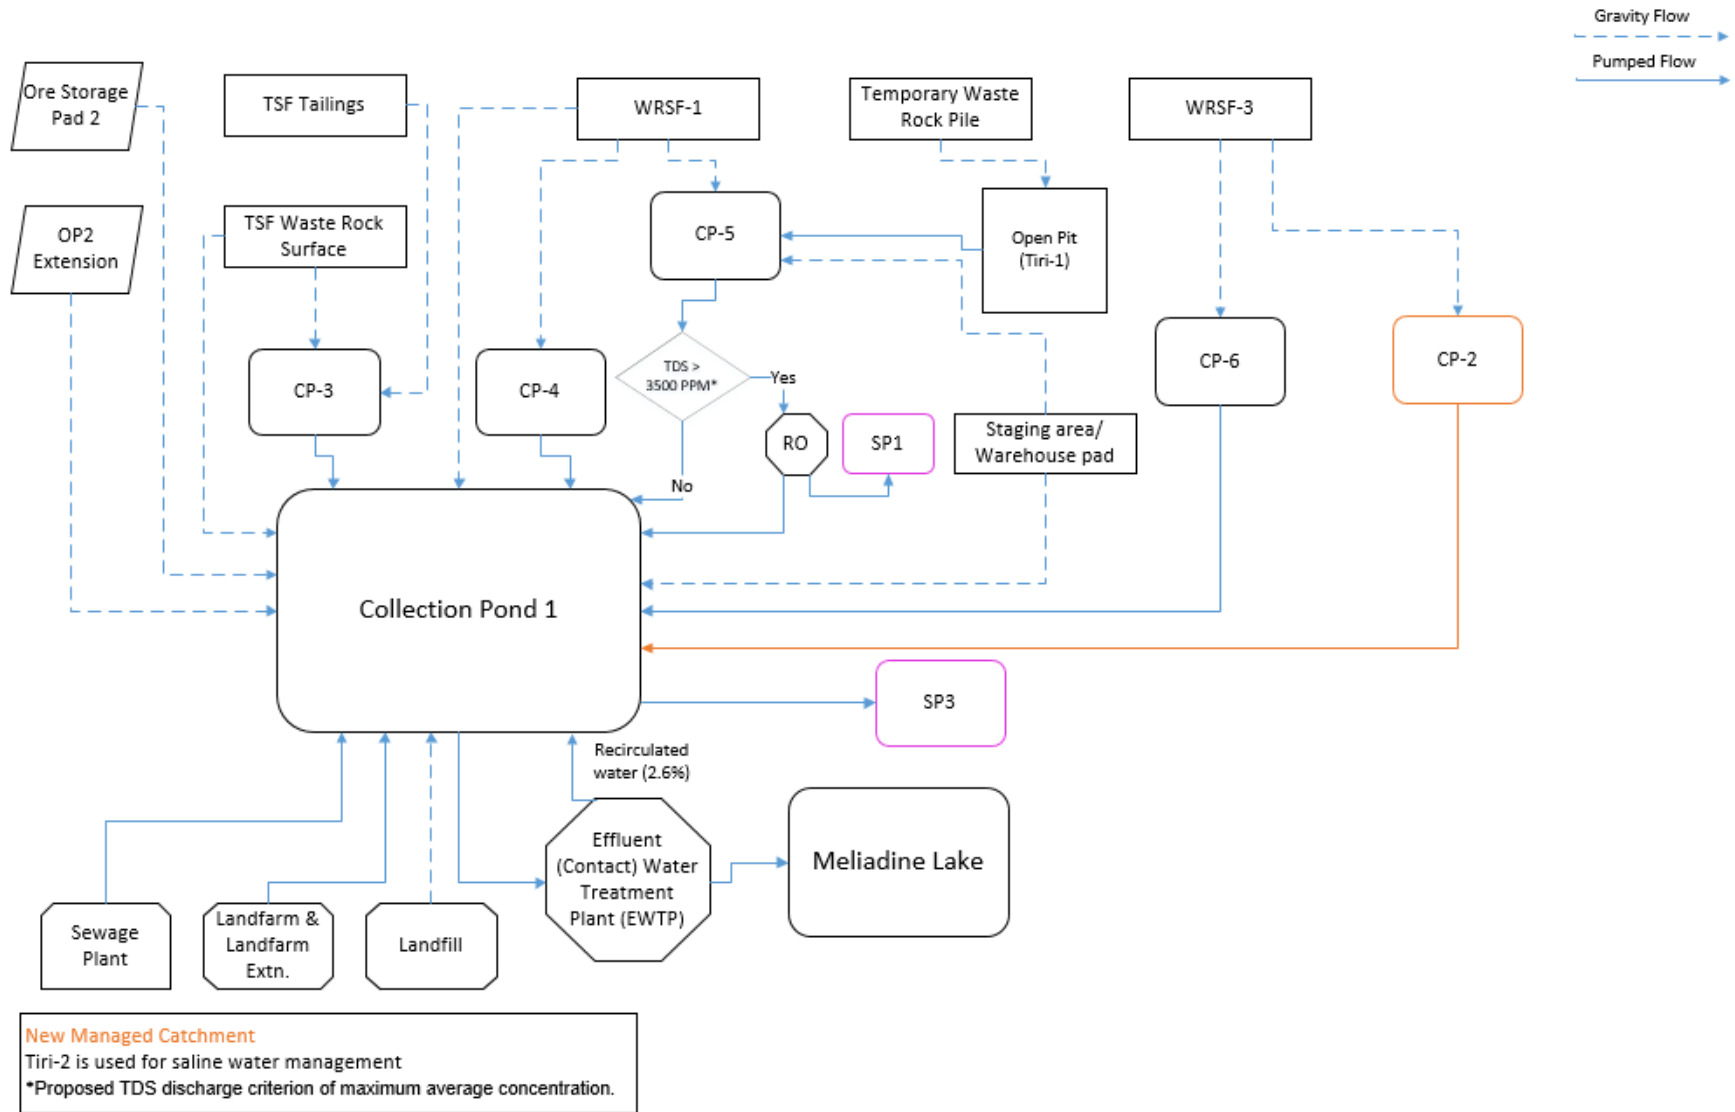 Gravity Flow
Pumped Flow
Ore Storage
Pad 2
TSF Tailings
WRSF-1
Temporary Waste
Rock Pile
WRSF-3
OP2
Extension
TSF Waste Rock
Surface
CP-5
Open Pit
(Tiri-1)
CP-3
CP-4
TDS >
3500 PPM*
Yes
CP-6
CP-2
RO
SP1
Staging area/
Warehouse pad
No
Collection Pond 1
SP3
Recirculated
water (2.6%)
Effluent
(Contact) Water
Treatment
Plant (EWTP)
Meliadine Lake
Sewage
Plant
Landfarm &
Landfarm
Extn.
Landfill
New Managed Catchment
Tiri-2 is used for saline water management
*Proposed TDS discharge criterion of maximum average concentration.